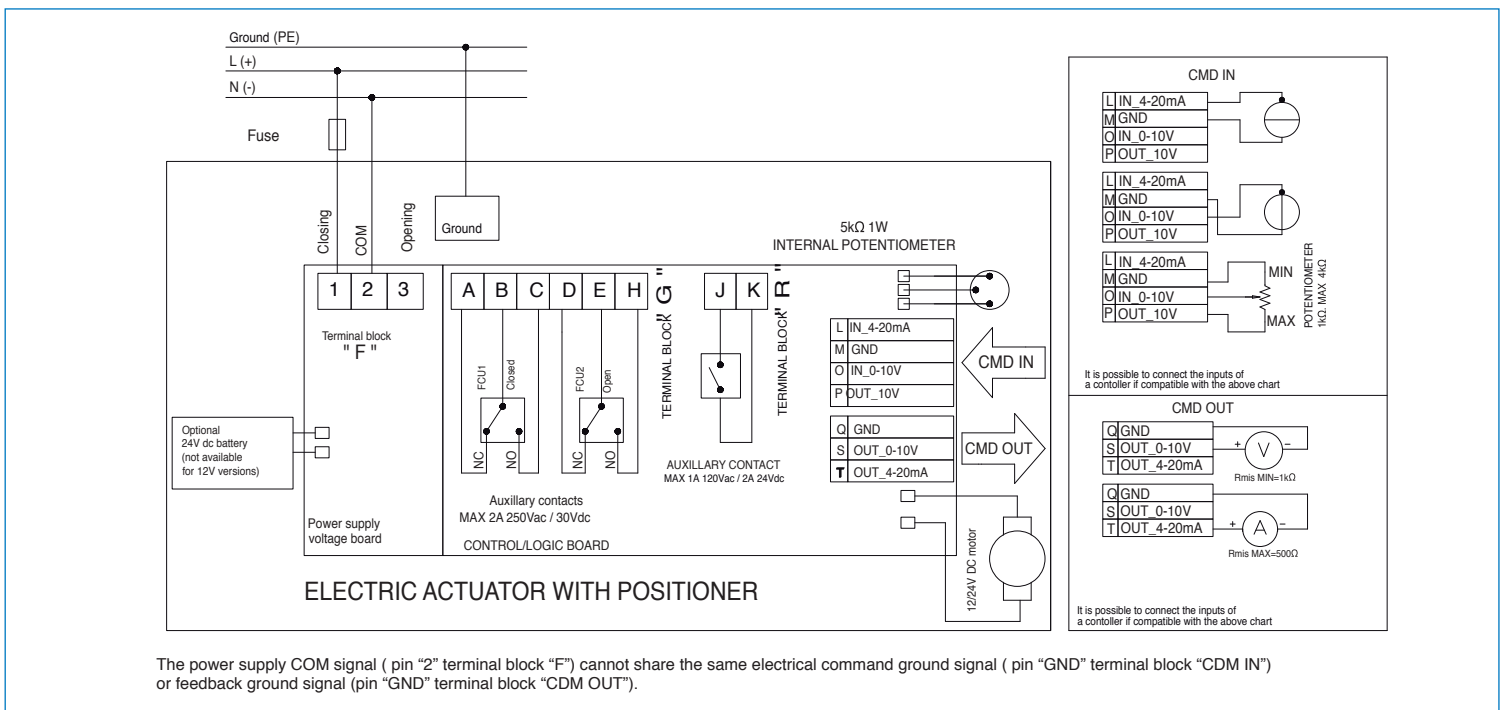 Ground (PE)
L (+)
N (-)
Fuse
Closing
COM
Opening
Ground
1 2 3
Terminal block
" F "
A B C D E H
TERMINAL BLOCK "G"
J K
TERMINAL BLOCK "R"
5kΩ 1W
INTERNAL POTENTIOMETER
L IN_4-20mA
M GND
O IN_0-10V
P OUT_10V
CMD IN
Q GND
S OUT_0-10V
T OUT_4-20mA
CMD OUT
FCU1
Closed
FCU2
Open
NC
NO
NC
NO
AUXILLARY CONTACT
MAX 1A 120Vac / 2A 24Vdc
Auxillary contacts
MAX 2A 250Vac / 30Vdc
Optional
24V dc battery
(not available
for 12V versions)
Power supply
voltage board
CONTROL/LOGIC BOARD
12/24V DC motor
ELECTRIC ACTUATOR WITH POSITIONER
CMD IN
L IN_4-20mA
M GND
O IN_0-10V
P OUT_10V
L IN_4-20mA
M GND
O IN_0-10V
P OUT_10V
L IN_4-20mA
M GND
O IN_0-10V
P OUT_10V
MIN
MAX
POTENTIOMETER
1kΩ. MAX 4kΩ
It is possible to connect the inputs of
a contoller if compatible with the above chart
CMD OUT
Q GND
S OUT_0-10V
T OUT_4-20mA
+ V -
Rmis MIN=1kΩ
Q GND
S OUT_0-10V
T OUT_4-20mA
+ A -
Rmis MAX=500Ω
It is possible to connect the inputs of
a controller if compatible with the above chart
The power supply COM signal ( pin “2” terminal block “F”) cannot share the same electrical command ground signal ( pin “GND” terminal block “CDM IN”)
or feedback ground signal (pin “GND” terminal block “CDM OUT”).